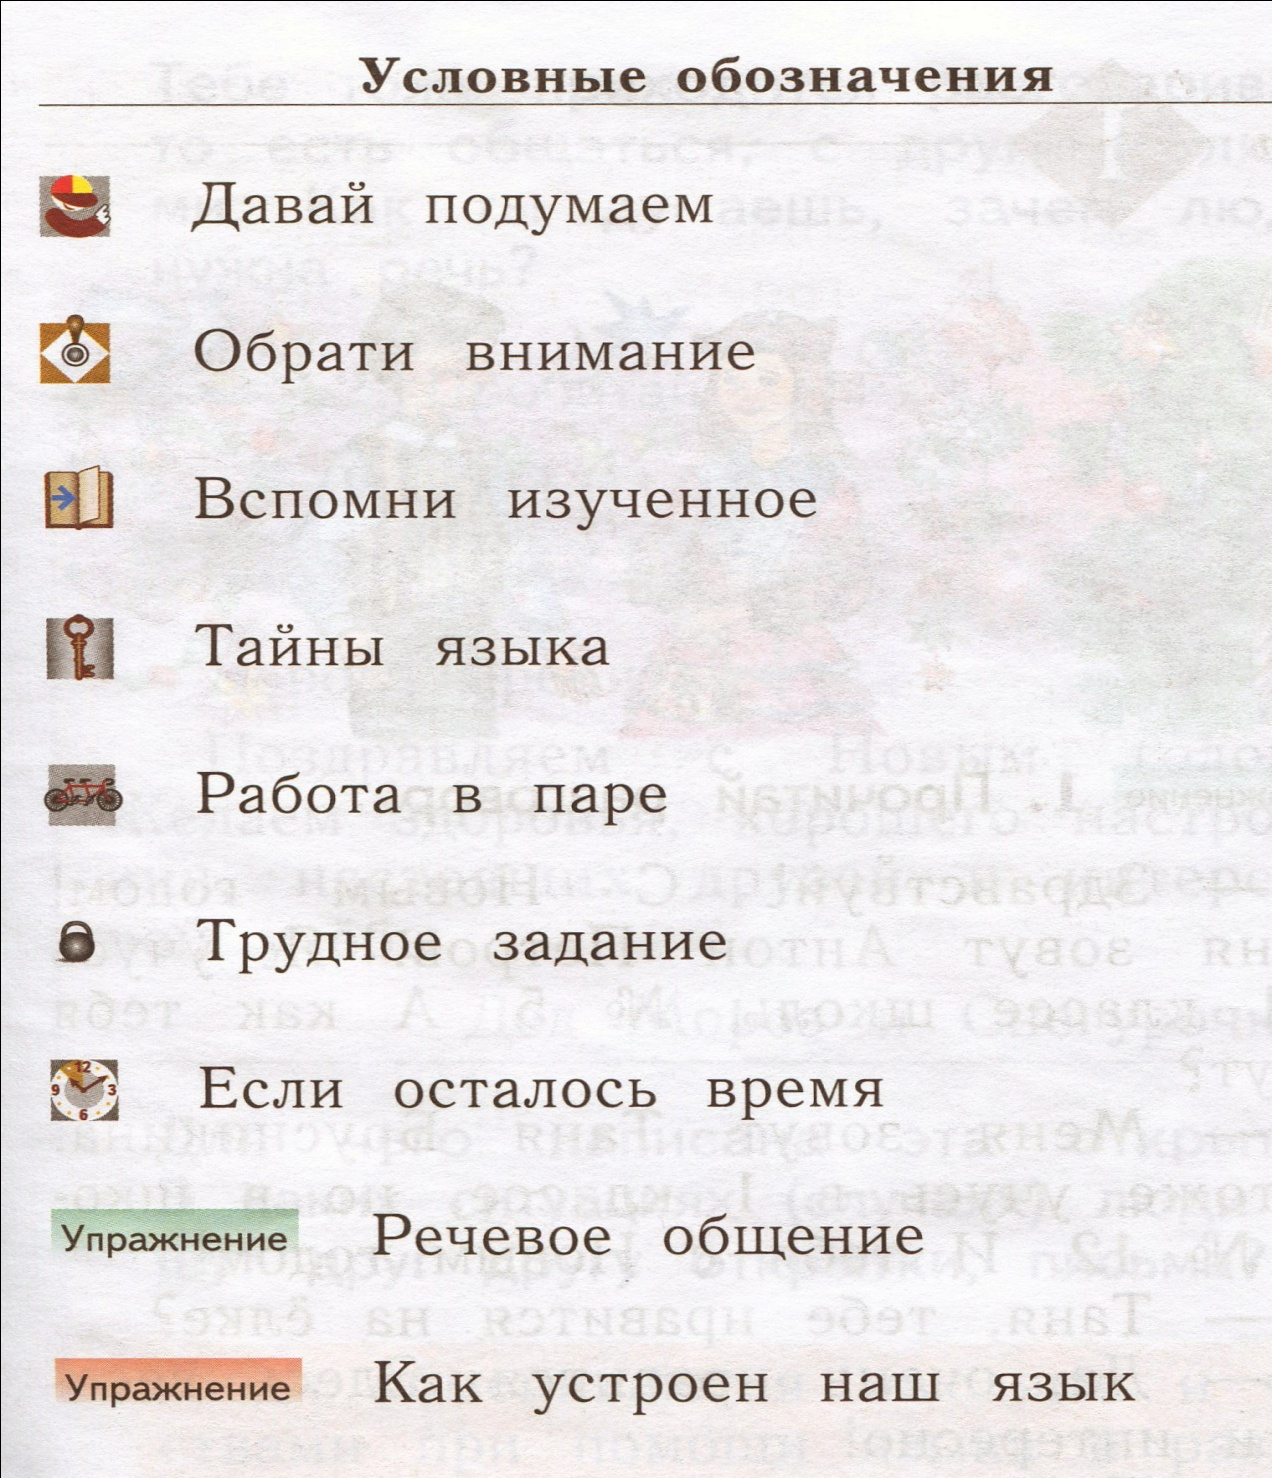 Условные обозначения
Давай подумаем
Обрати внимание
Вспомни изученное
Тайны языка
Работа в паре
Трудное задание
Если осталось время
Упражнение Речевое общение
Упражнение Как устроен наш язык